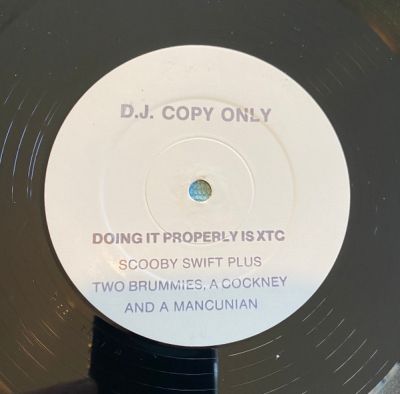 D.J. COPY ONLY
DOING IT PROPERLY IS XTC
SCOOBY SWIFT PLUS
TWO BRUMMIES, A COCKNEY
AND A MANCUNIAN